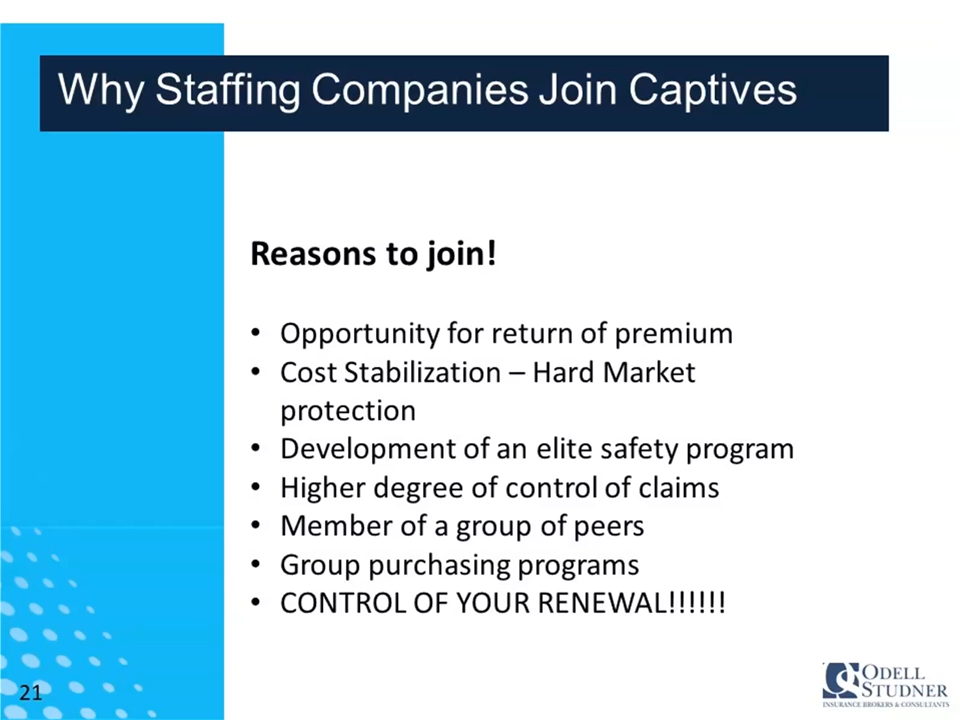 Why Staffing Companies Join Captives
Reasons to join!
• Opportunity for return of premium
• Cost Stabilization – Hard Market
protection
• Development of an elite safety program
• Higher degree of control of claims
• Member of a group of peers
• Group purchasing programs
• CONTROL OF YOUR RENEWAL!!!!!!
21
ODELL
STUDNER
INSURANCE BROKERS & CONSULTANTS